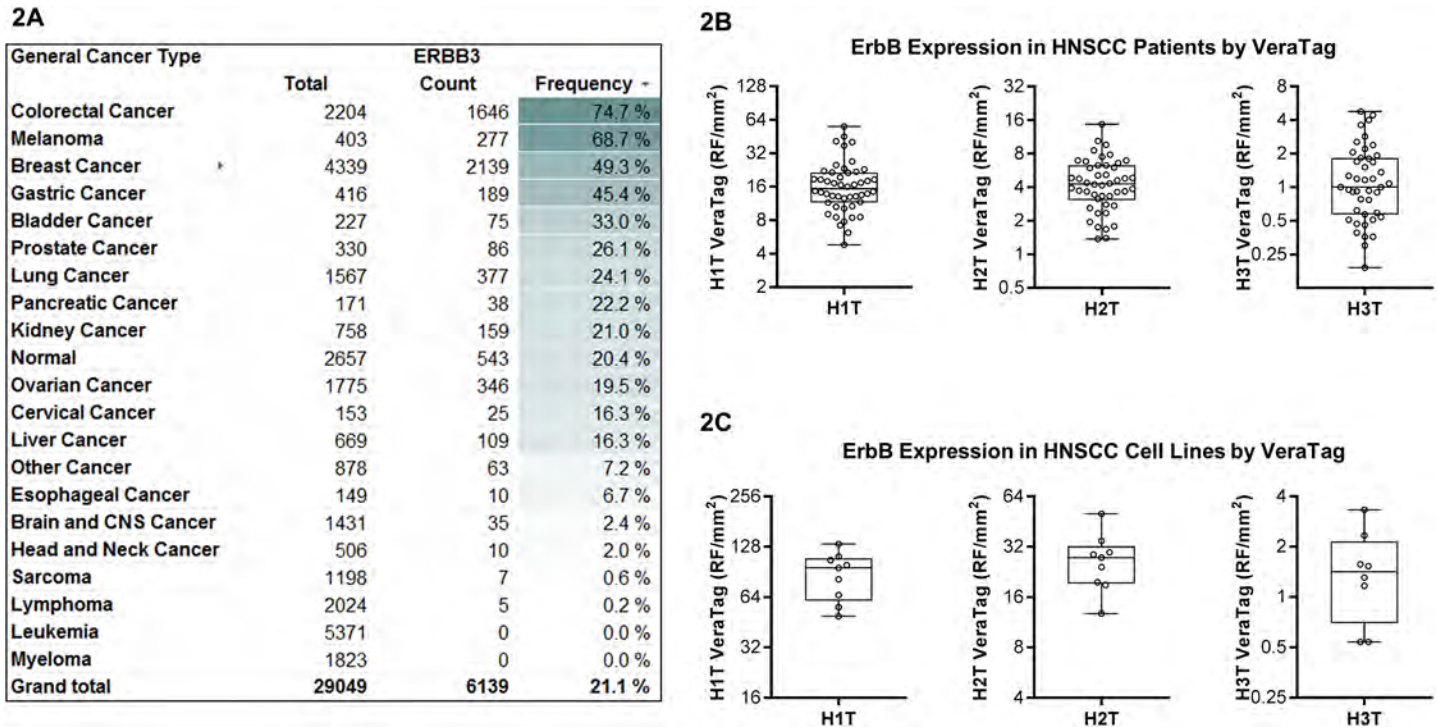 2A
General Cancer Type ERBB3
Total Count Frequency
Colorectal Cancer 2204 1646 74.7 %
Melanoma 403 277 68.7 %
Breast Cancer 4339 2139 49.3 %
Gastric Cancer 416 189 45.4 %
Bladder Cancer 227 75 33.0 %
Prostate Cancer 330 86 26.1 %
Lung Cancer 1567 377 24.1 %
Pancreatic Cancer 171 38 22.2 %
Kidney Cancer 758 159 21.0 %
Normal 2657 543 20.4 %
Ovarian Cancer 1775 346 19.5 %
Cervical Cancer 153 25 16.3 %
Liver Cancer 669 109 16.3 %
Other Cancer 878 63 7.2 %
Esophageal Cancer 149 10 6.7 %
Brain and CNS Cancer 1431 35 2.4 %
Head and Neck Cancer 506 10 2.0 %
Sarcoma 1198 7 0.6 %
Lymphoma 2024 5 0.2 %
Leukemia 5371 0 0.0 %
Myeloma 1823 0 0.0 %
Grand total 29049 6139 21.1 %
2B
ErbB Expression in HNSCC Patients by VeraTag
H1T VeraTag (RF/mm²)
128
64
32
16
8
4
2
H1T
H2T VeraTag (RF/mm²)
32
16
8
4
2
1
0.5
H2T
H3T VeraTag (RF/mm²)
8
4
2
1
0.5
0.25
H3T
2C
ErbB Expression in HNSCC Cell Lines by VeraTag
H1T VeraTag (RF/mm²)
256
128
64
32
16
H1T
H2T VeraTag (RF/mm²)
64
32
16
8
4
H2T
H3T VeraTag (RF/mm²)
4
2
1
0.5
0.25
H3T